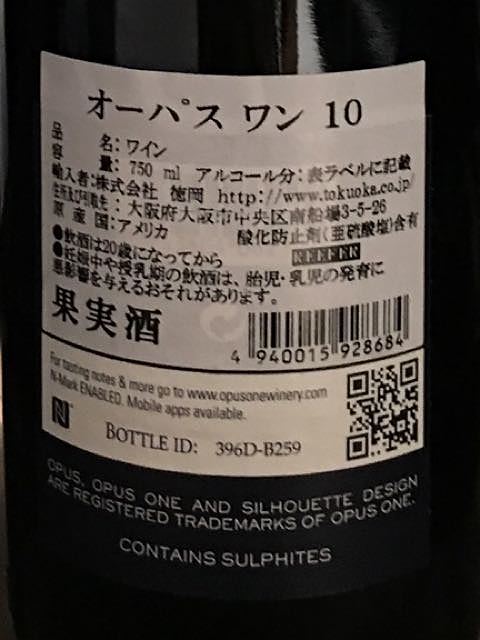 オーパス ワン 10
品 名：ワイン
容 量：750 ml アルコール分：表ラベルに記載
輸入者：株式会社 徳岡 http://www.tokuoka.co.jp/
住所及び引取先：大阪府大阪市中央区南船場3-5-26
原 産 国：アメリカ 酸化防止剤(亜硫酸塩)含有
●飲酒は20歳になってから REEFER
●妊娠中や授乳期の飲酒は、胎児・乳児の発育に
悪影響を与えるおそれがあります。
果実酒
4 940015 928684
For tasting notes & more go to www.opusonewinery.com
N-Mark ENABLED. Mobile apps available.
N
BOTTLE ID: 396D-B259
OPUS, OPUS ONE AND SILHOUETTE DESIGN
ARE REGISTERED TRADEMARKS OF OPUS ONE.
CONTAINS SULPHITES